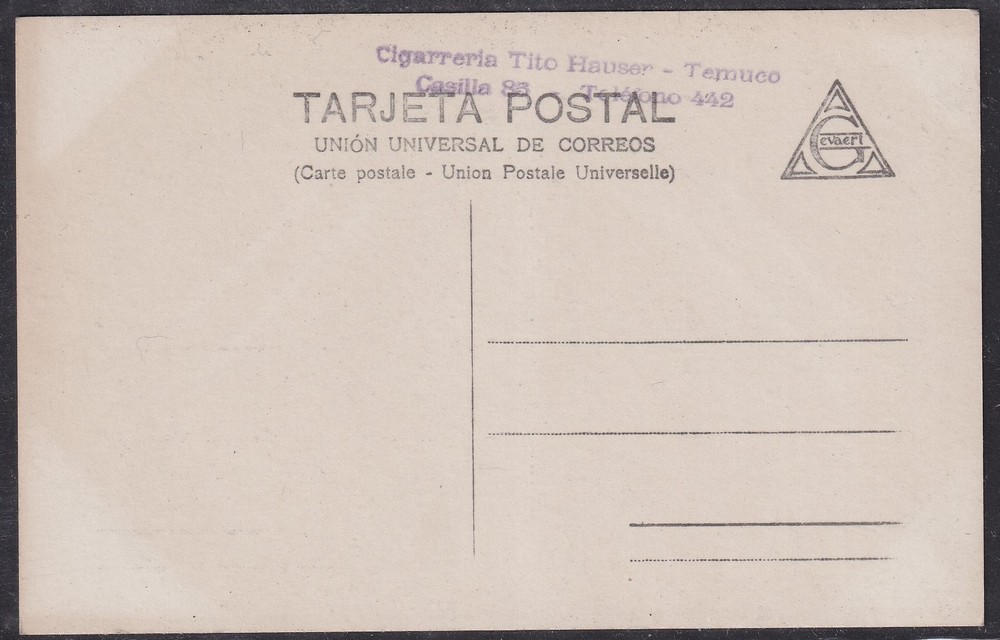 Cigarreria Tito Hauser - Temuco
Casilla 83 - Teléfono 442
TARJETA POSTAL
UNIÓN UNIVERSAL DE CORREOS
(Carte postale - Union Postale Universelle)
Gevaert